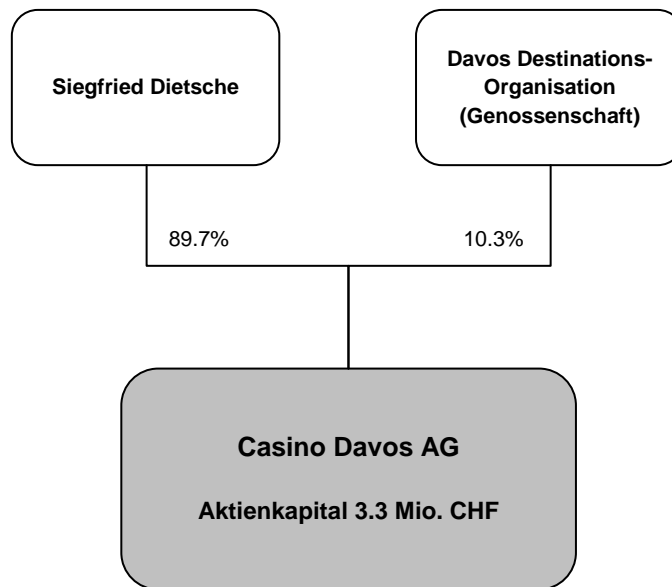 Siegfried Dietsche
Davos Destinations-
Organisation
(Genossenschaft)
89.7%
10.3%
Casino Davos AG
Aktienkapital 3.3 Mio. CHF